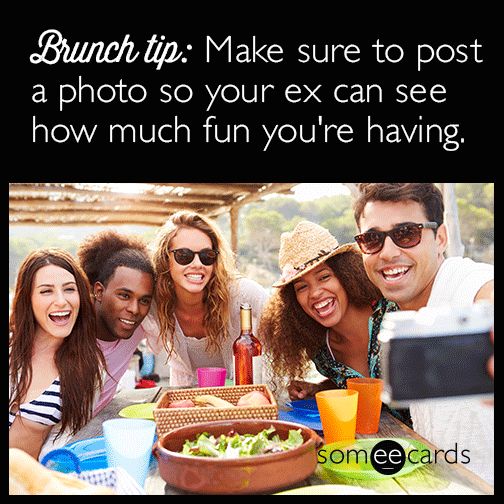 Brunch tip: Make sure to post
a photo so your ex can see
how much fun you're having.
someecards